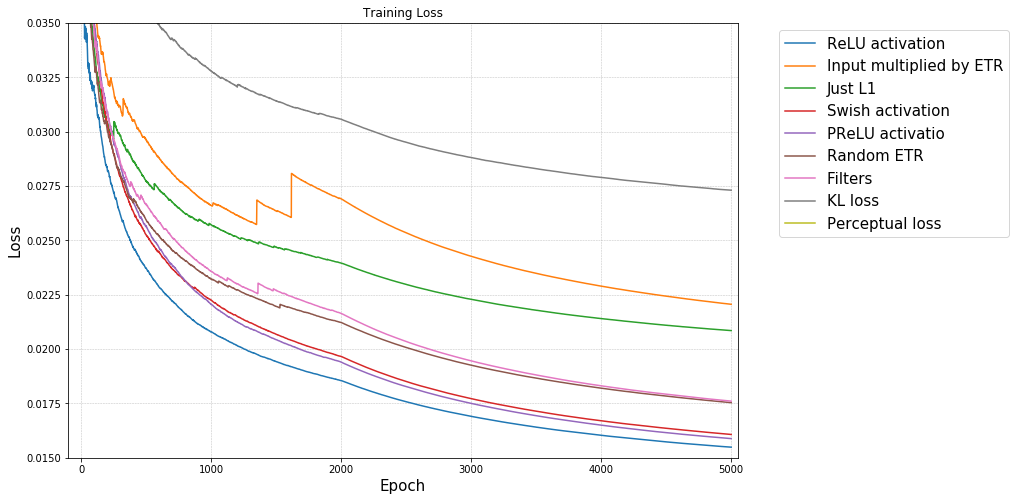 Training Loss
0.0350
0.0325
0.0300
0.0275
0.0250
0.0225
0.0200
0.0175
0.0150
Loss
0
1000
2000
3000
4000
5000
Epoch
ReLU activation
Input multiplied by ETR
Just L1
Swish activation
PReLU activatio
Random ETR
Filters
KL loss
Perceptual loss